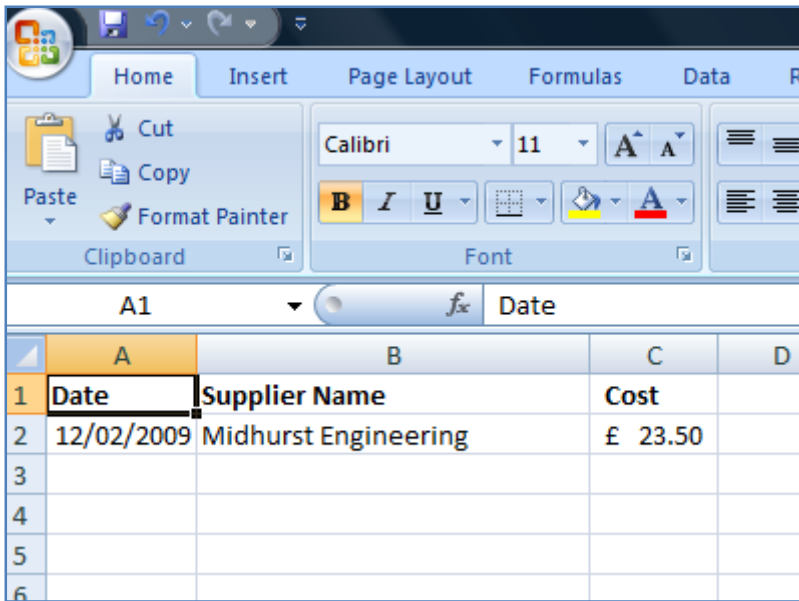 Home Insert Page Layout Formulas Data R
Cut
Calibri 11 A A
Copy
Paste
B I U A
Format Painter
Clipboard Font
A1 fx Date
A B C D
1 Date Supplier Name Cost
2 12/02/2009 Midhurst Engineering £ 23.50
3
4
5
6